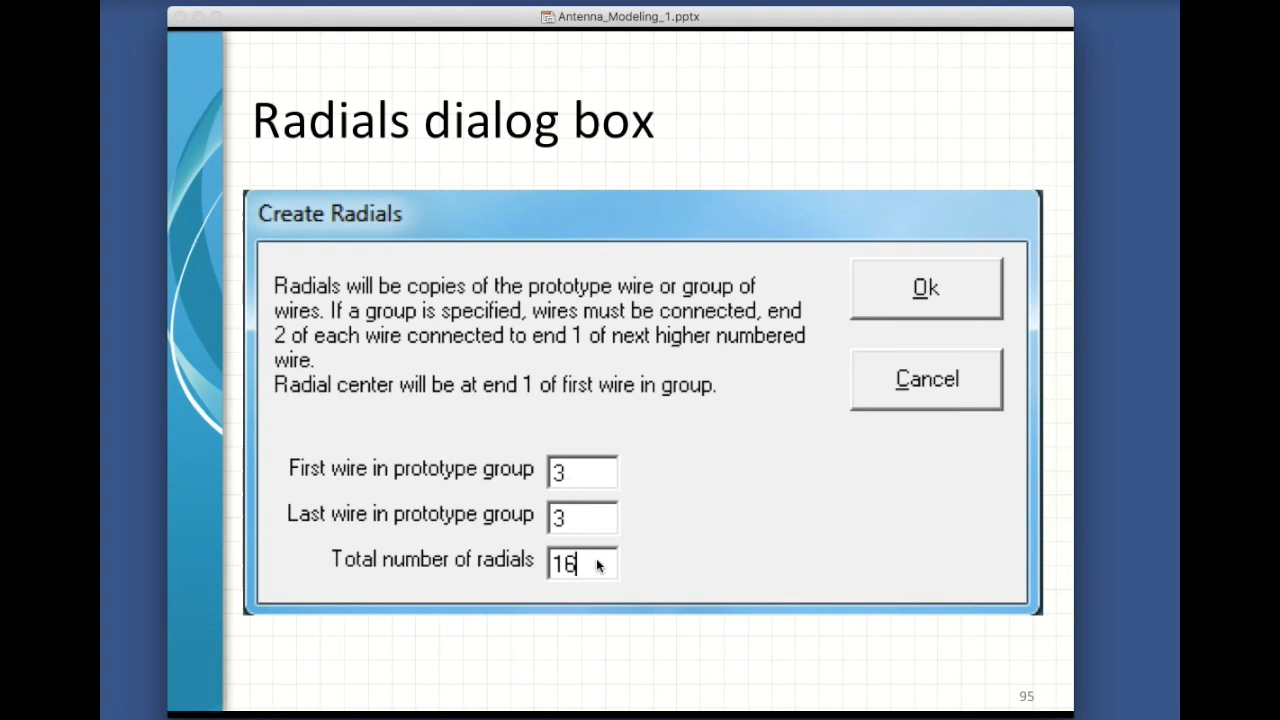 Antenna_Modeling_1.pptx
Radials dialog box
Create Radials
Radials will be copies of the prototype wire or group of
wires. If a group is specified, wires must be connected, end
2 of each wire connected to end 1 of next higher numbered
wire.
Radial center will be at end 1 of first wire in group.
Ok
Cancel
First wire in prototype group 3
Last wire in prototype group 3
Total number of radials 16
95